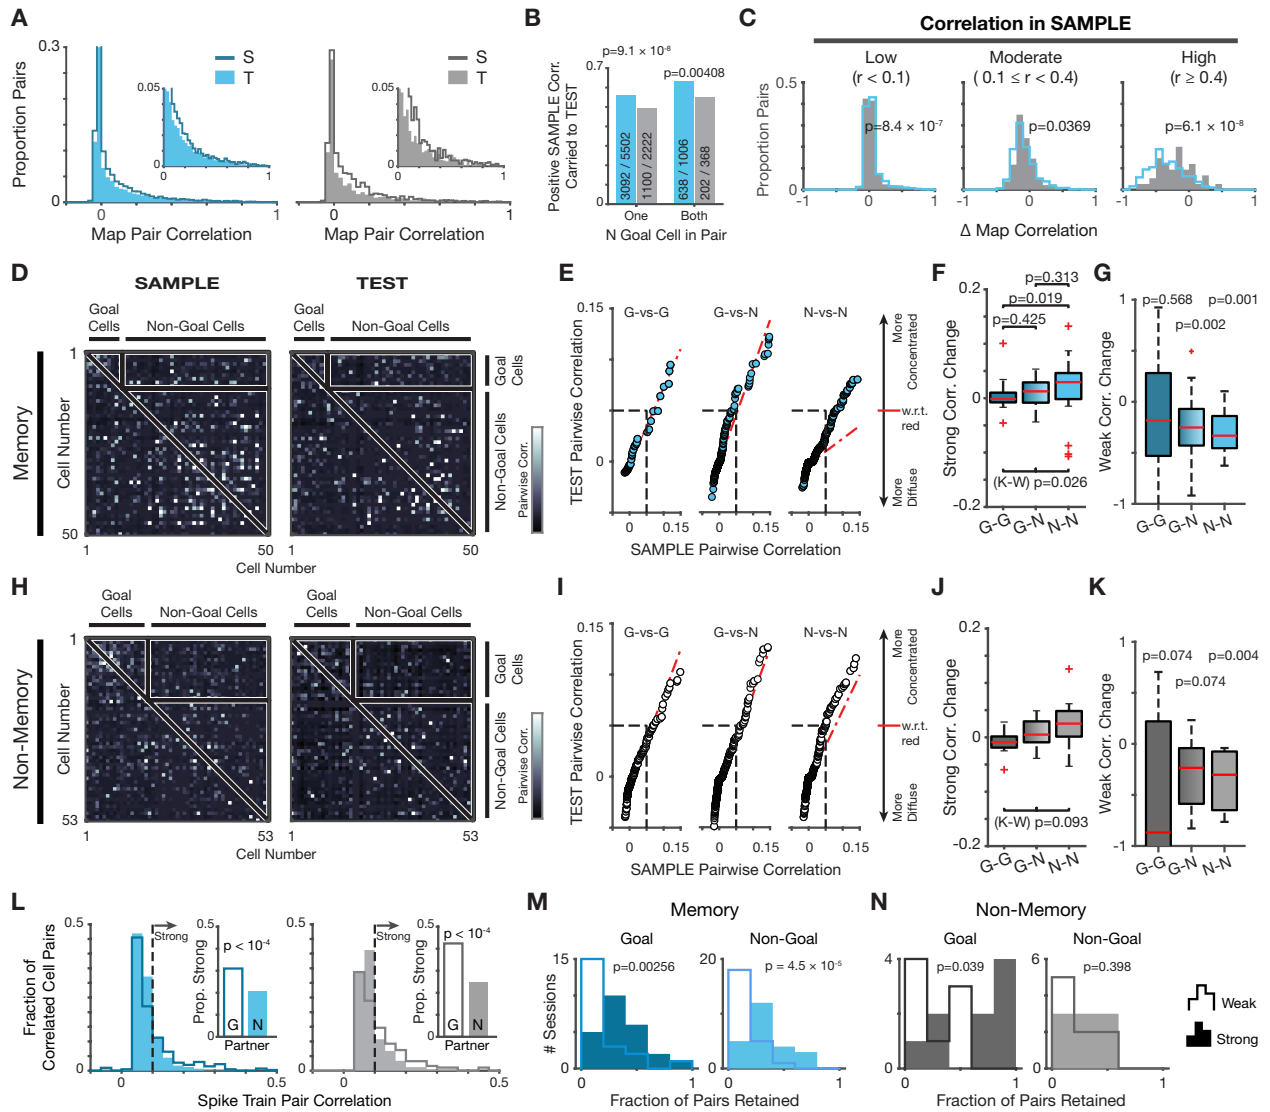 A
0.3
0
Proportion Pairs
0
1
Map Pair Correlation
S
T
0.05
0
0
1
Map Pair Correlation
S
T
0.05
0
B
p=9.1 × 10⁻⁸
p=0.00408
0.7
0
Positive SAMPLE Corr.
Carried to TEST
3092 / 5502
1100 / 2222
638 / 1006
202 / 368
One
Both
N Goal Cell in Pair
C
Correlation in SAMPLE
Low
(r < 0.1)
Moderate
( 0.1 ≤ r < 0.4)
High
(r ≥ 0.4)
0.5
0
Proportion Pairs
p=8.4 × 10⁻⁷
p=0.0369
p=6.1 × 10⁻⁸
-1
0
1
-1
0
1
-1
0
1
Δ Map Correlation
D
SAMPLE
TEST
Memory
Goal
Cells
Non-Goal Cells
Goal
Cells
Non-Goal Cells
1
50
Cell Number
1
50
1
50
Cell Number
Goal
Cells
Non-Goal Cells
Pairwise Corr.
E
0.15
0
TEST Pairwise Correlation
G-vs-G
G-vs-N
N-vs-N
0
0.15
0
0.15
0
0.15
SAMPLE Pairwise Correlation
More
Concentrated
w.r.t.
red
More
Diffuse
F
0.2
0
-0.2
Strong Corr. Change
p=0.313
p=0.019
p=0.425
(K-W) p=0.026
G-G
G-N
N-N
G
1
0
-1
Weak Corr. Change
p=0.568
p=0.001
p=0.002
G-G
G-N
N-N
H
Non-Memory
Goal
Cells
Non-Goal Cells
Goal
Cells
Non-Goal Cells
1
53
Cell Number
1
53
1
53
Cell Number
Goal
Cells
Non-Goal Cells
Pairwise Corr.
I
0.15
0
TEST Pairwise Correlation
G-vs-G
G-vs-N
N-vs-N
0
0.15
0
0.15
0
0.15
SAMPLE Pairwise Correlation
More
Concentrated
w.r.t.
red
More
Diffuse
J
0.2
0
-0.2
Strong Corr. Change
(K-W) p=0.093
G-G
G-N
N-N
K
1
0
-1
Weak Corr. Change
p=0.074
p=0.004
p=0.074
G-G
G-N
N-N
L
0.5
0
Fraction of
Correlated Cell Pairs
Strong
0.5
0
Prop. Strong
p < 10⁻⁴
G
N
Partner
0
0.5
0.5
0
Strong
0.5
0
Prop. Strong
p < 10⁻⁴
G
N
Partner
0
0.5
Spike Train Pair Correlation
M
Memory
Goal
Non-Goal
15
0
# Sessions
p=0.00256
20
0
p = 4.5 × 10⁻⁵
0
1
0
1
Fraction of Pairs Retained
N
Non-Memory
Goal
Non-Goal
4
0
p=0.039
6
0
p=0.398
0
1
0
1
Fraction of Pairs Retained
Weak
Strong